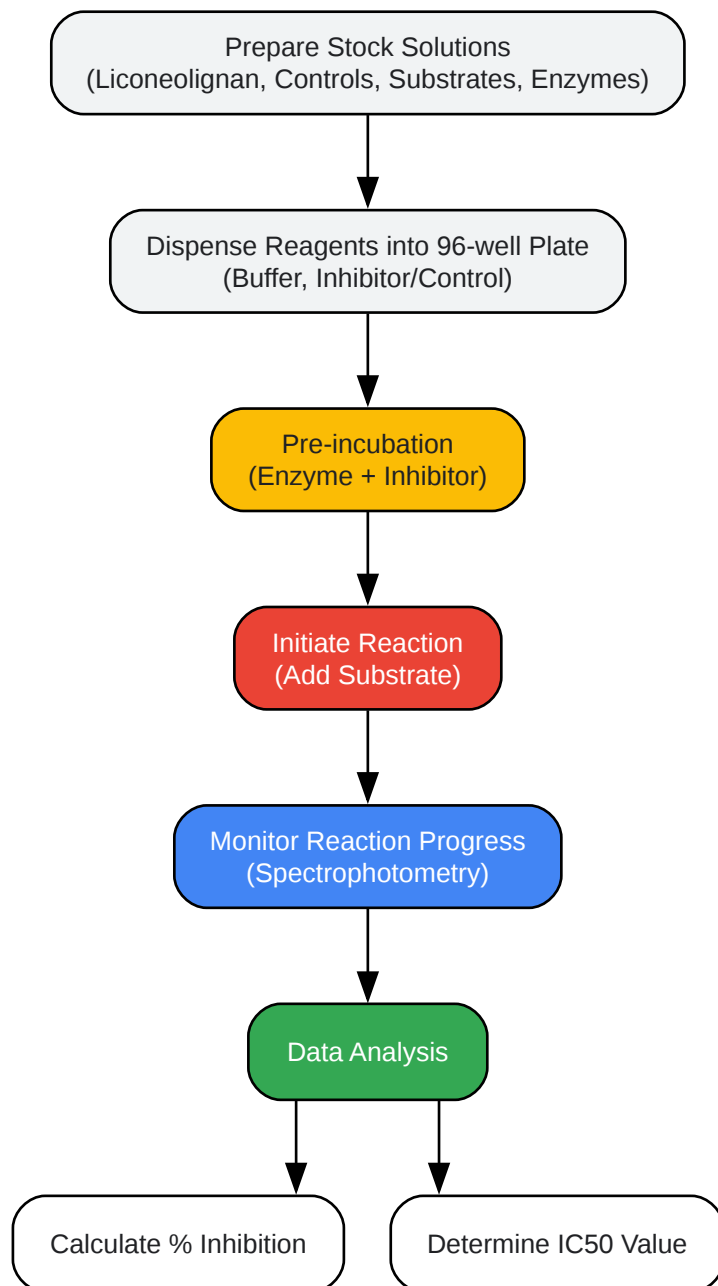 Prepare Stock Solutions
(Liconeolignan, Controls, Substrates, Enzymes)
Dispense Reagents into 96-well Plate
(Buffer, Inhibitor/Control)
Pre-incubation
(Enzyme + Inhibitor)
Initiate Reaction
(Add Substrate)
Monitor Reaction Progress
(Spectrophotometry)
Data Analysis
Calculate % Inhibition
Determine IC50 Value